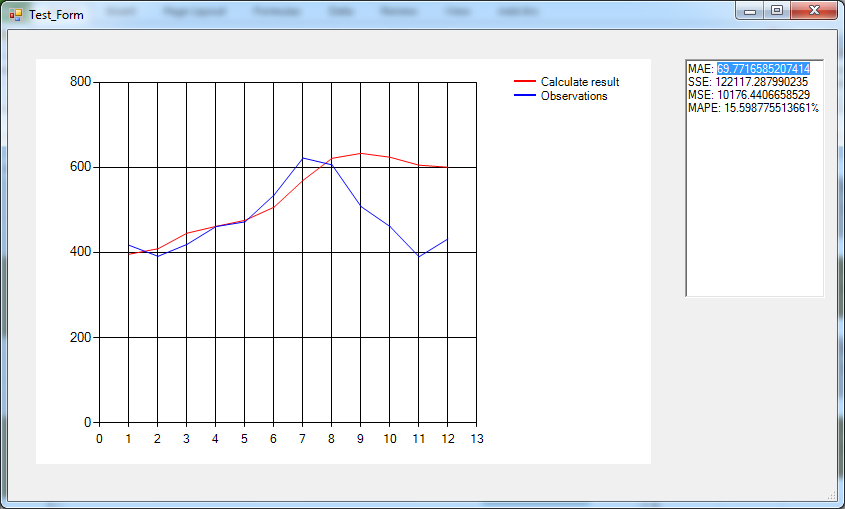 Test_Form
800
600
400
200
0
0 1 2 3 4 5 6 7 8 9 10 11 12 13
Calculate result
Observations
MAE: 69.7716585207414
SSE: 122117.287990235
MSE: 10176.4406658529
MAPE: 15.598775513661%